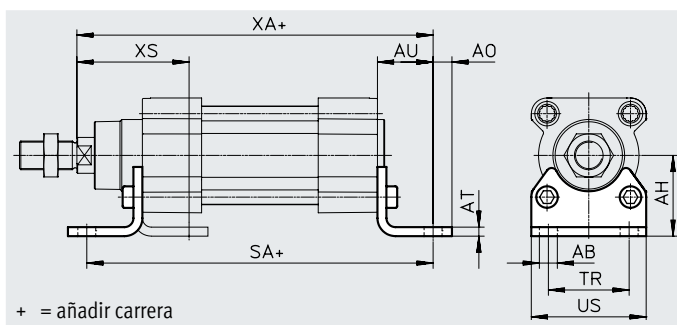 XA+
XS
AU
AO
AT
AH
SA+
AB
TR
US
+ = añadir carrera